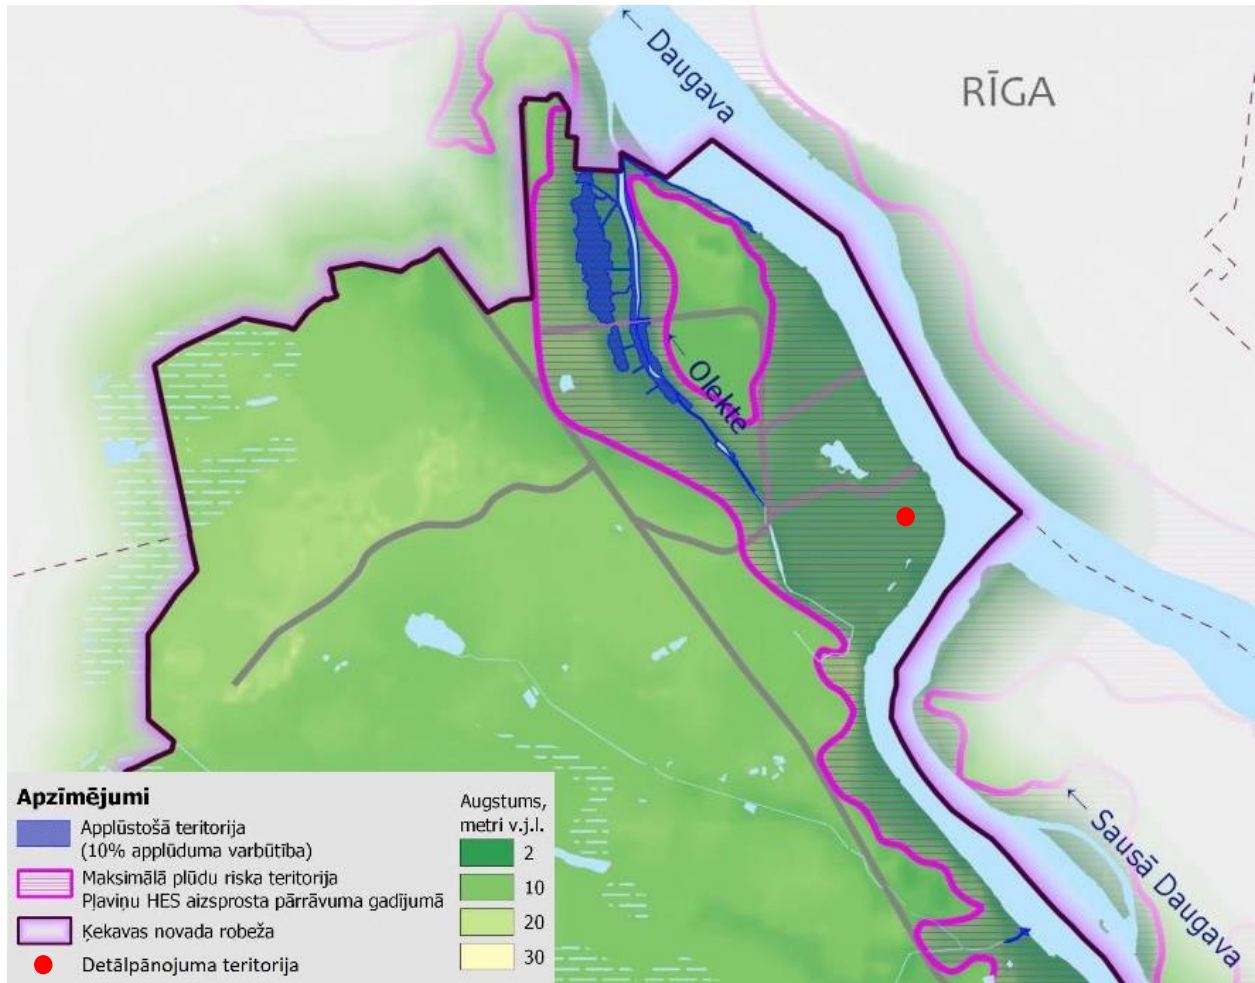 Daugava
RĪGA
Olekte
Sausā Daugava
Apzīmējumi
Applūstošā teritorija
(10% applūduma varbūtība)
Maksimālā plūdu riska teritorija
Pļaviņu HES aizsprosta pārrāvuma gadījumā
Ķekavas novada robeža
Detālpānojuma teritorija
Augstums,
metri v.j.l.
2
10
20
30